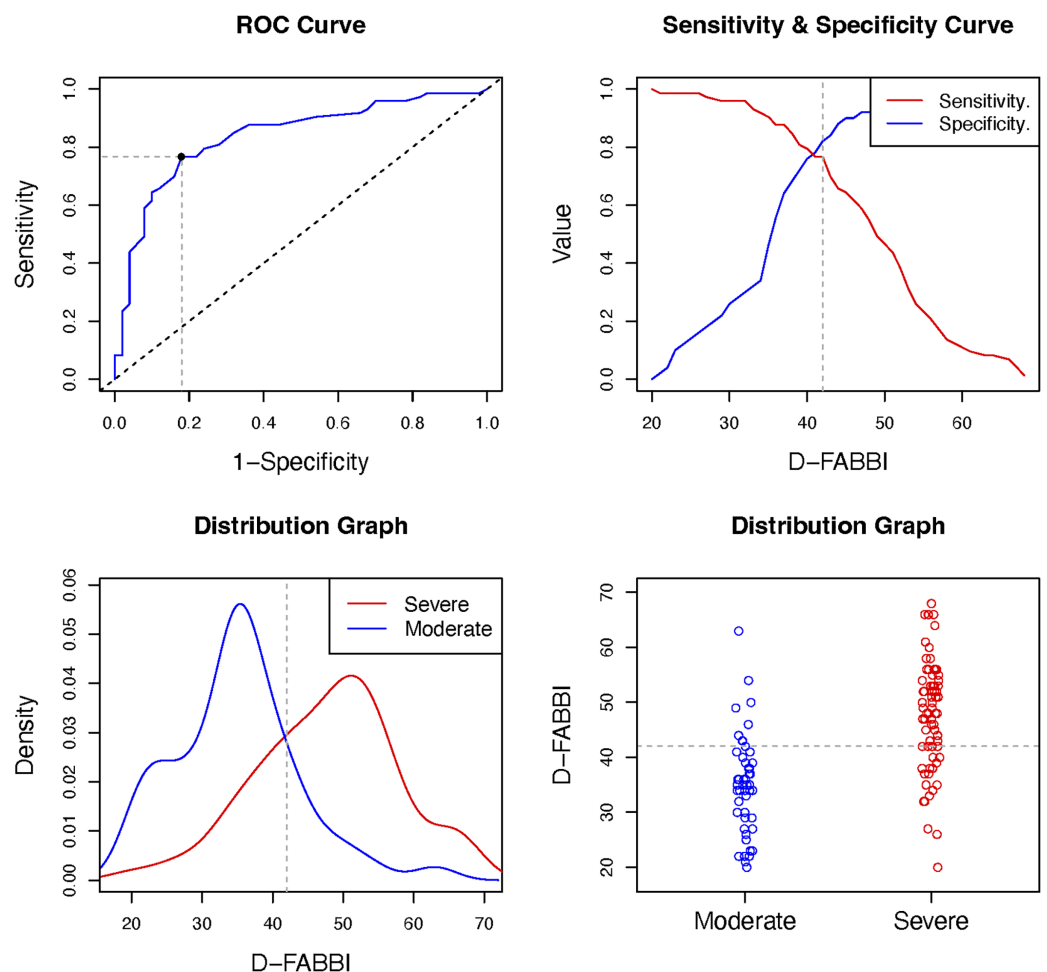 ROC Curve
Sensitivity
0.0 0.2 0.4 0.6 0.8 1.0
0.0 0.2 0.4 0.6 0.8 1.0
1−Specificity
Sensitivity & Specificity Curve
Value
0.0 0.2 0.4 0.6 0.8 1.0
Sensitivity.
Specificity.
20 30 40 50 60
D−FABBI
Distribution Graph
Density
0.00 0.01 0.02 0.03 0.04 0.05 0.06
Severe
Moderate
20 30 40 50 60 70
D−FABBI
Distribution Graph
D−FABBI
20 30 40 50 60 70
Moderate Severe